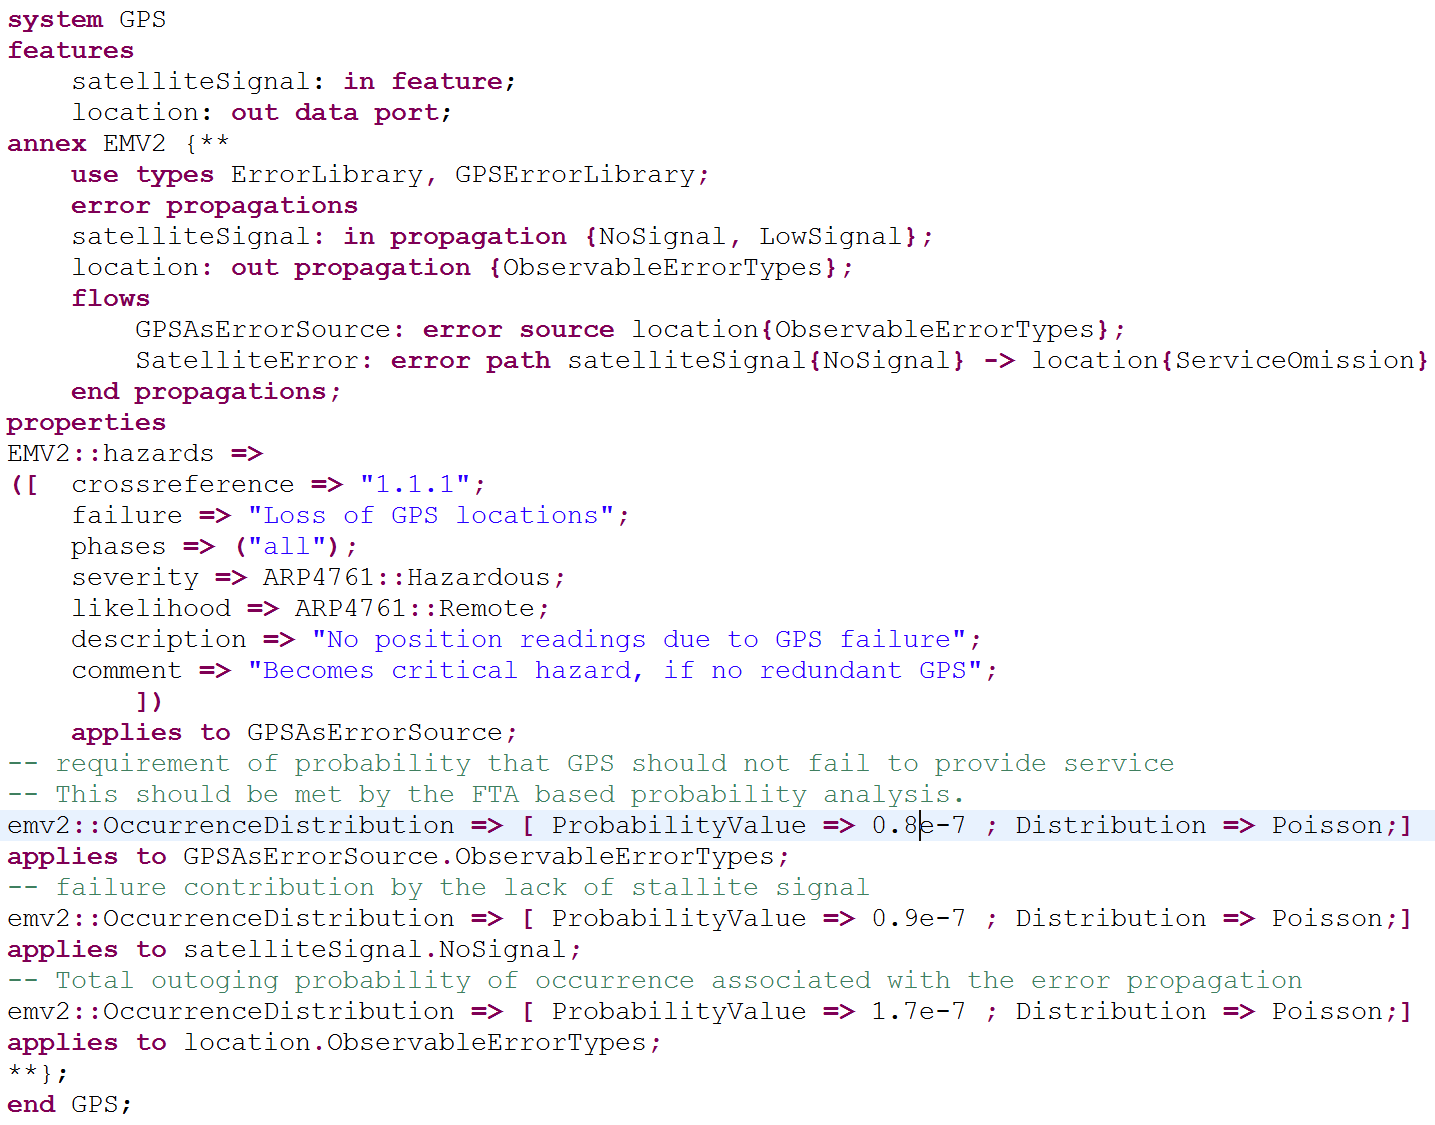 system GPS
features
    satelliteSignal: in feature;
    location: out data port;
annex EMV2 {**
    use types ErrorLibrary, GPSErrorLibrary;
    error propagations
    satelliteSignal: in propagation {NoSignal, LowSignal};
    location: out propagation {ObservableErrorTypes};
    flows
        GPSAsErrorSource: error source location{ObservableErrorTypes};
        SatelliteError: error path satelliteSignal{NoSignal} -> location{ServiceOmission}
    end propagations;
properties
EMV2::hazards =>
([  crossreference => "1.1.1";
    failure => "Loss of GPS locations";
    phases => ("all");
    severity => ARP4761::Hazardous;
    likelihood => ARP4761::Remote;
    description => "No position readings due to GPS failure";
    comment => "Becomes critical hazard, if no redundant GPS";
        ])
    applies to GPSAsErrorSource;
-- requirement of probability that GPS should not fail to provide service
-- This should be met by the FTA based probability analysis.
emv2::OccurrenceDistribution => [ ProbabilityValue => 0.8e-7 ; Distribution => Poisson;]
applies to GPSAsErrorSource.ObservableErrorTypes;
-- failure contribution by the lack of stallite signal
emv2::OccurrenceDistribution => [ ProbabilityValue => 0.9e-7 ; Distribution => Poisson;]
applies to satelliteSignal.NoSignal;
-- Total outoging probability of occurrence associated with the error propagation
emv2::OccurrenceDistribution => [ ProbabilityValue => 1.7e-7 ; Distribution => Poisson;]
applies to location.ObservableErrorTypes;
**};
end GPS;